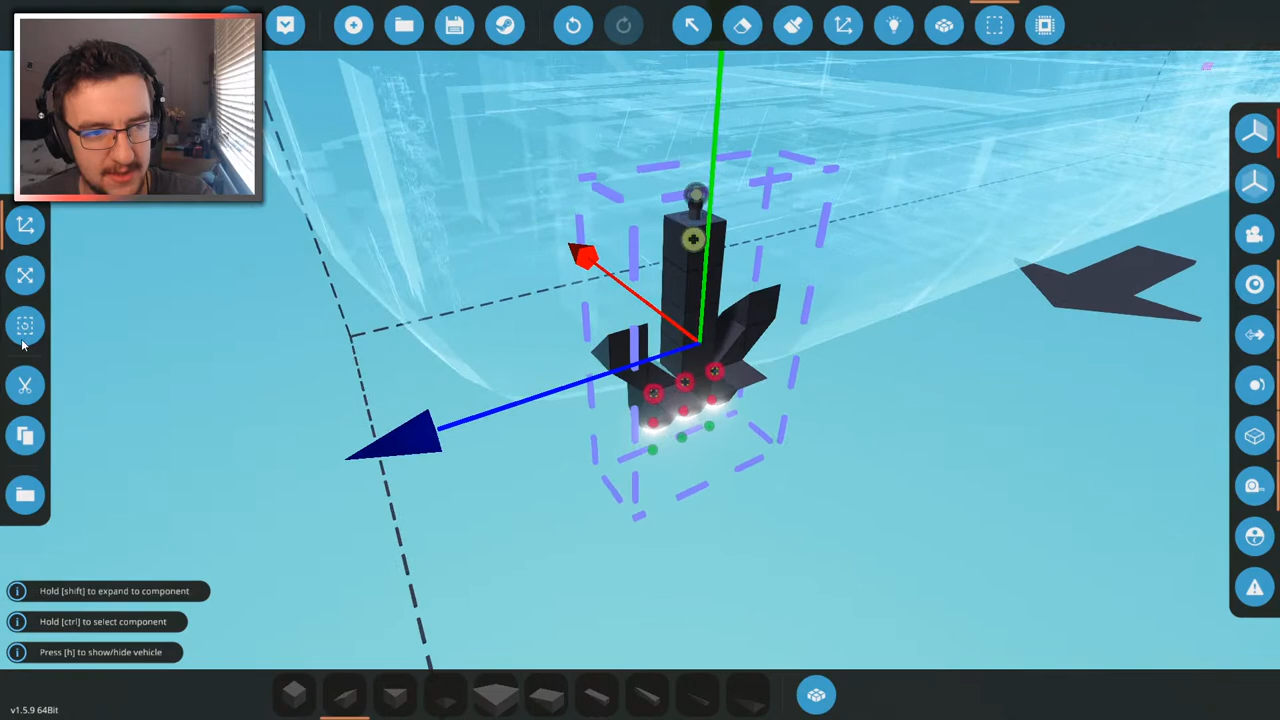 Hold [shift] to expand to component
Hold [ctrl] to select component
Press [h] to show/hide vehicle
v1.5.9 64Bit